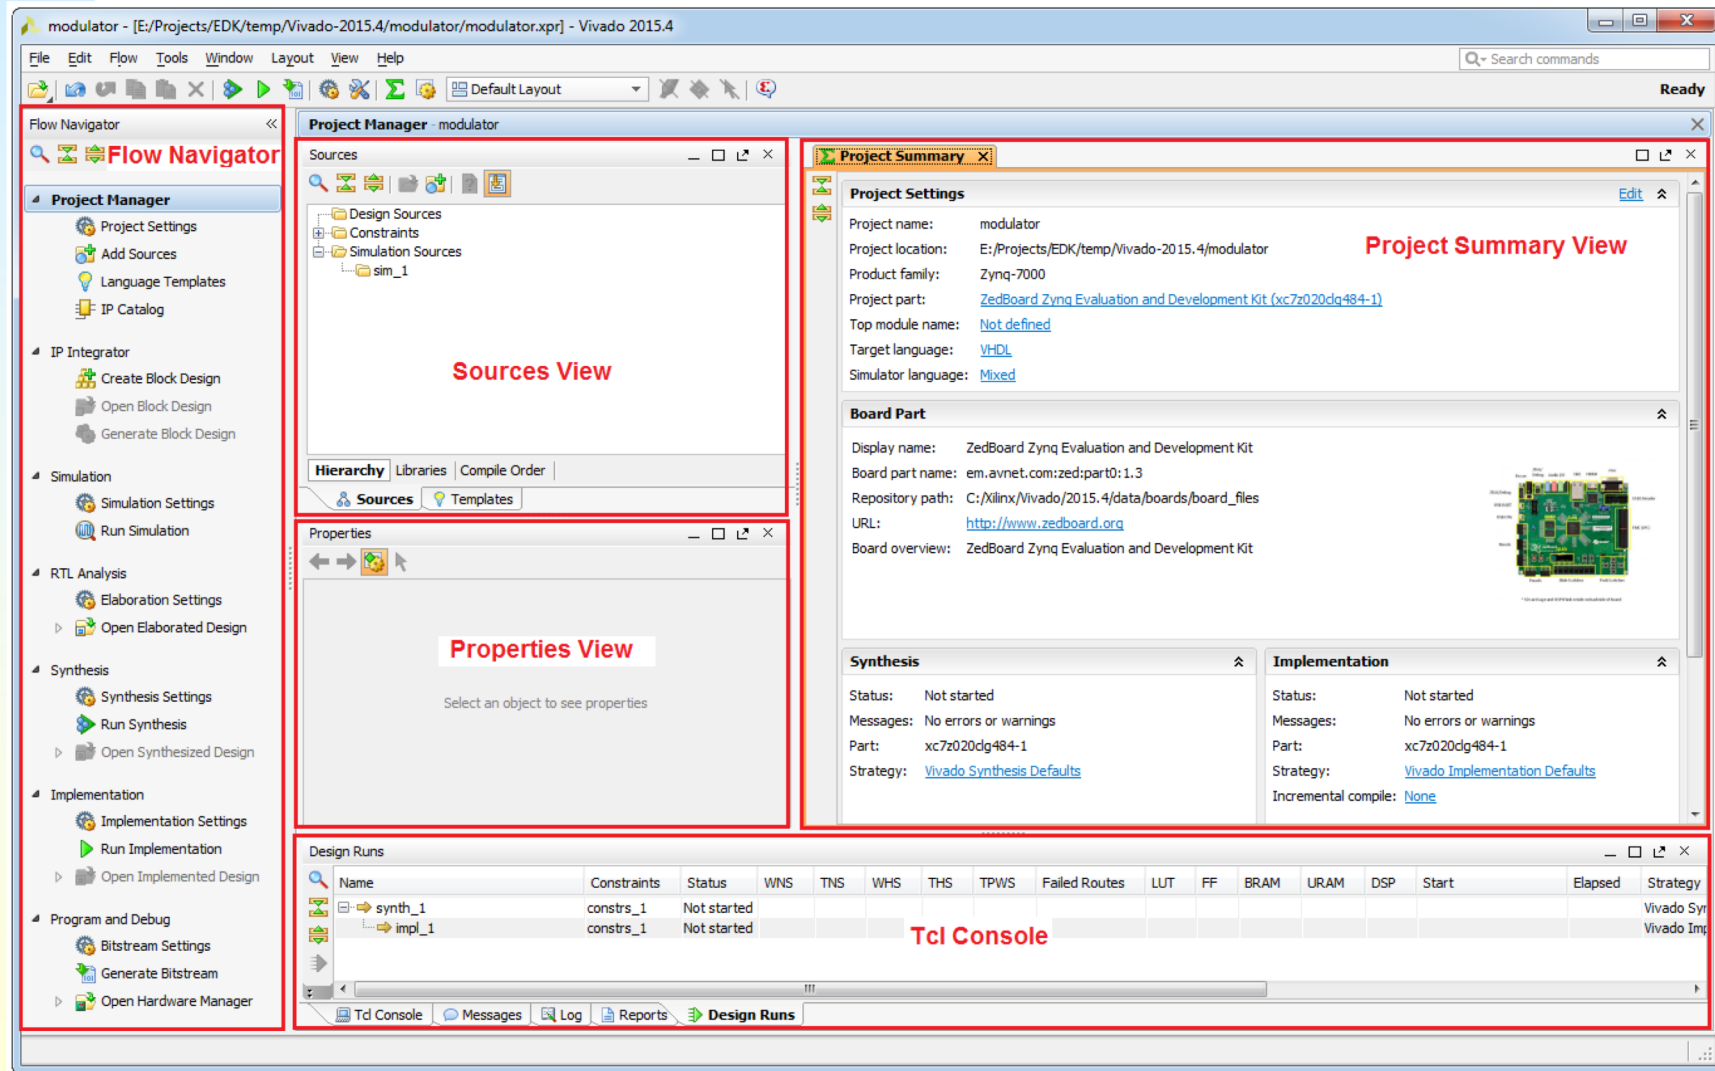 modulator - [E:/Projects/EDK/temp/Vivado-2015.4/modulator/modulator.xpr] - Vivado 2015.4
File Edit Flow Tools Window Layout View Help
Search commands
Default Layout
Ready
Flow Navigator
Flow Navigator
Project Manager
Project Settings
Add Sources
Language Templates
IP Catalog
IP Integrator
Create Block Design
Open Block Design
Generate Block Design
Simulation
Simulation Settings
Run Simulation
RTL Analysis
Elaboration Settings
Open Elaborated Design
Synthesis
Synthesis Settings
Run Synthesis
Open Synthesized Design
Implementation
Implementation Settings
Run Implementation
Open Implemented Design
Program and Debug
Bitstream Settings
Generate Bitstream
Open Hardware Manager
Project Manager - modulator
Sources
Design Sources
Constraints
Simulation Sources
sim_1
Sources View
Hierarchy Libraries Compile Order
Sources Templates
Properties
Properties View
Select an object to see properties
Project Summary
Project Settings Edit
Project name: modulator
Project location: E:/Projects/EDK/temp/Vivado-2015.4/modulator
Product family: Zynq-7000
Project part: ZedBoard Zynq Evaluation and Development Kit (xc7z020clg484-1)
Top module name: Not defined
Target language: VHDL
Simulator language: Mixed
Project Summary View
Board Part
Display name: ZedBoard Zynq Evaluation and Development Kit
Board part name: em.avnet.com:zed:part0:1.3
Repository path: C:/Xilinx/Vivado/2015.4/data/boards/board_files
URL: http://www.zedboard.org
Board overview: ZedBoard Zynq Evaluation and Development Kit
Synthesis
Status: Not started
Messages: No errors or warnings
Part: xc7z020clg484-1
Strategy: Vivado Synthesis Defaults
Implementation
Status: Not started
Messages: No errors or warnings
Part: xc7z020clg484-1
Strategy: Vivado Implementation Defaults
Incremental compile: None
Design Runs
Name Constraints Status WNS TNS WHS THS TPWS Failed Routes LUT FF BRAM URAM DSP Start Elapsed Strategy
synth_1 constrs_1 Not started Vivado Syn
impl_1 constrs_1 Not started Vivado Imp
Tcl Console
Tcl Console Messages Log Reports Design Runs